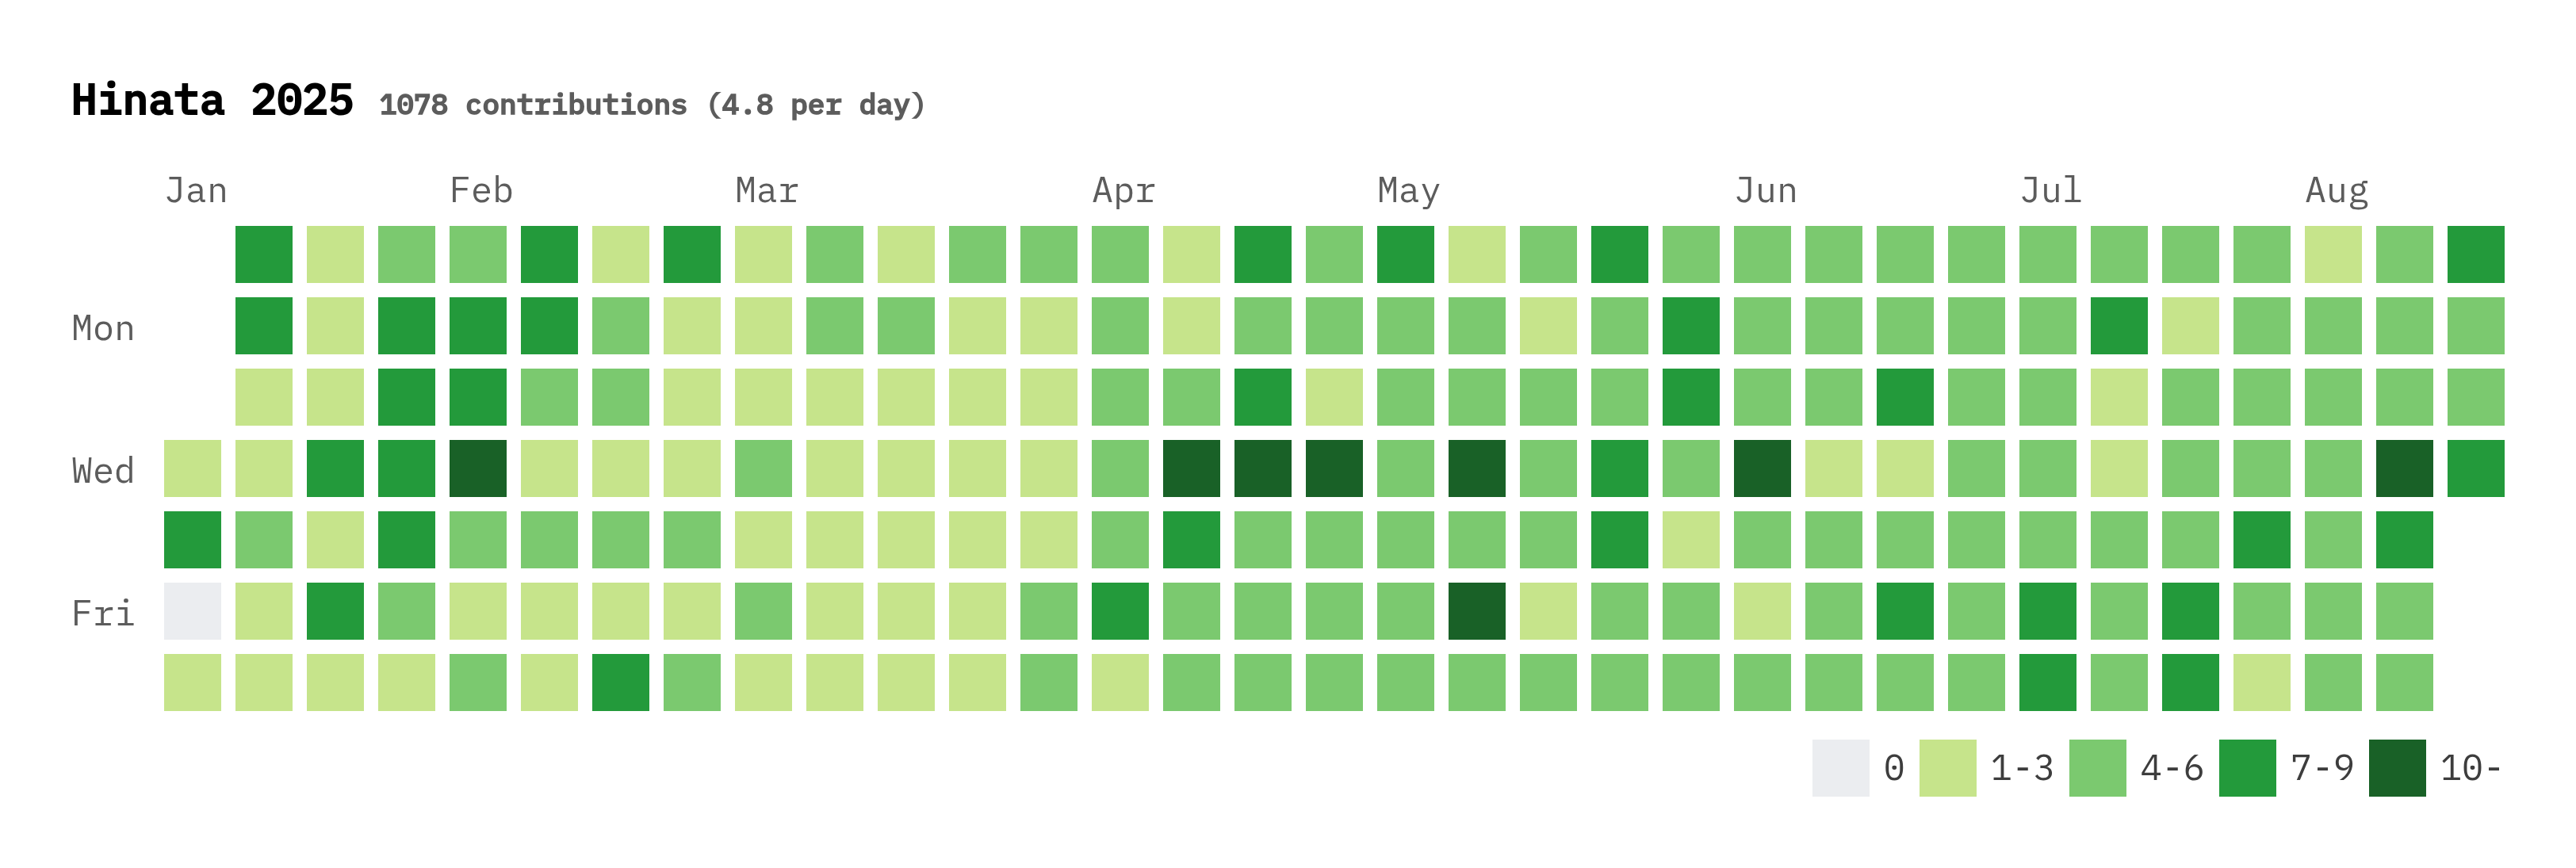 Hinata 2025 1078 contributions (4.8 per day)
Jan Feb Mar Apr May Jun Jul Aug
Mon
Wed
Fri
0 1-3 4-6 7-9 10-